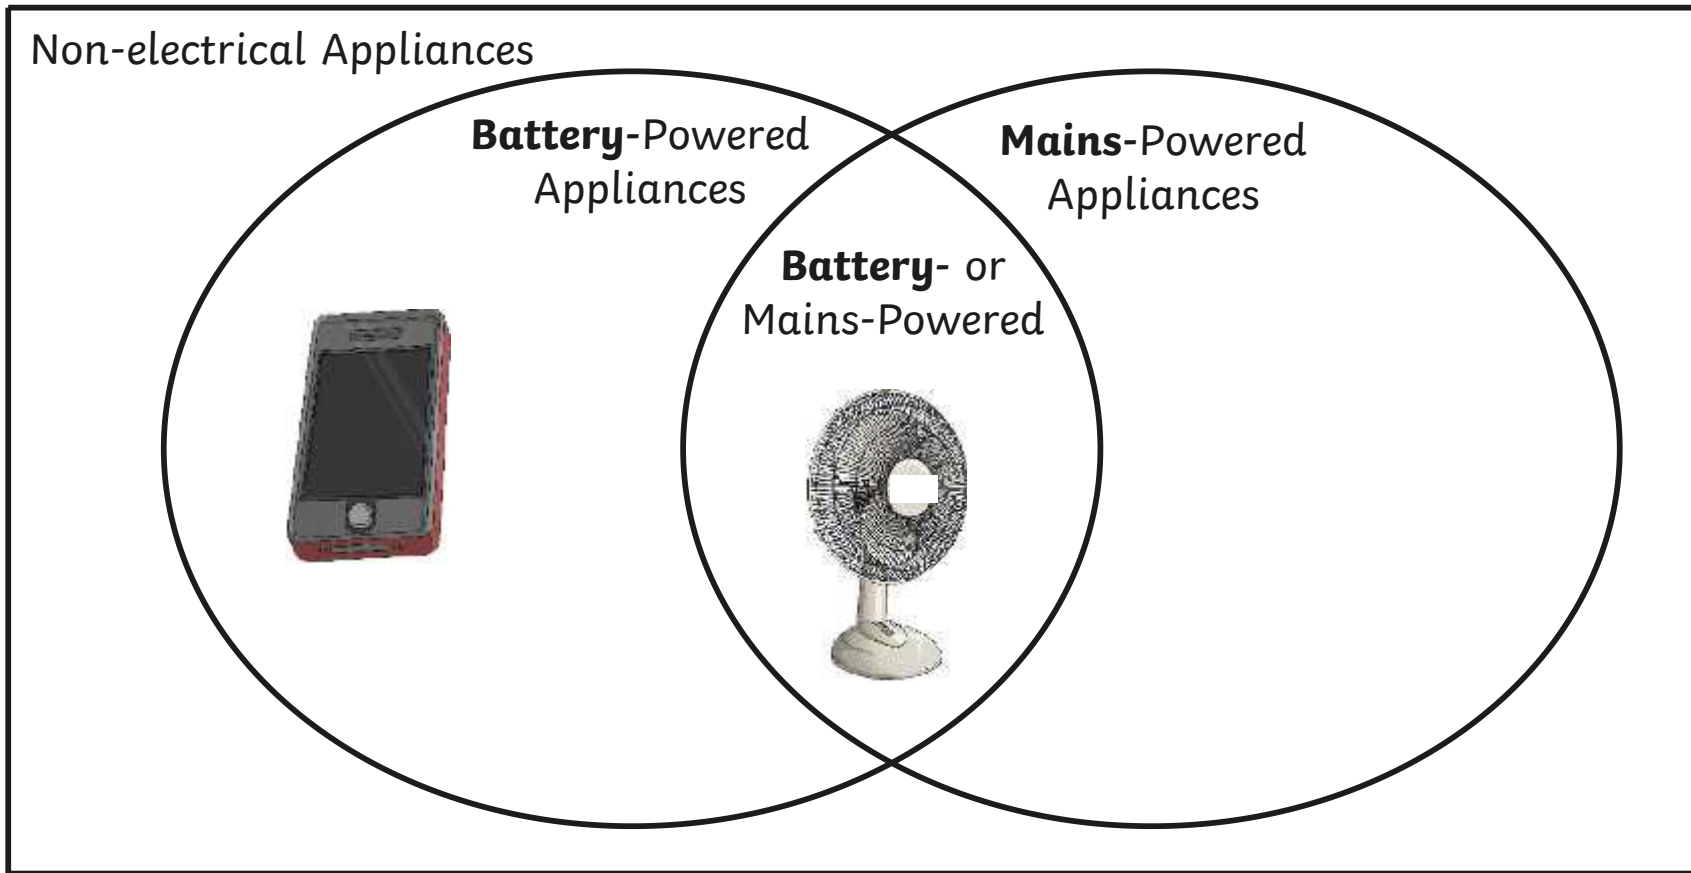 Non-electrical Appliances
Battery-Powered
Appliances
Mains-Powered
Appliances
Battery- or
Mains-Powered